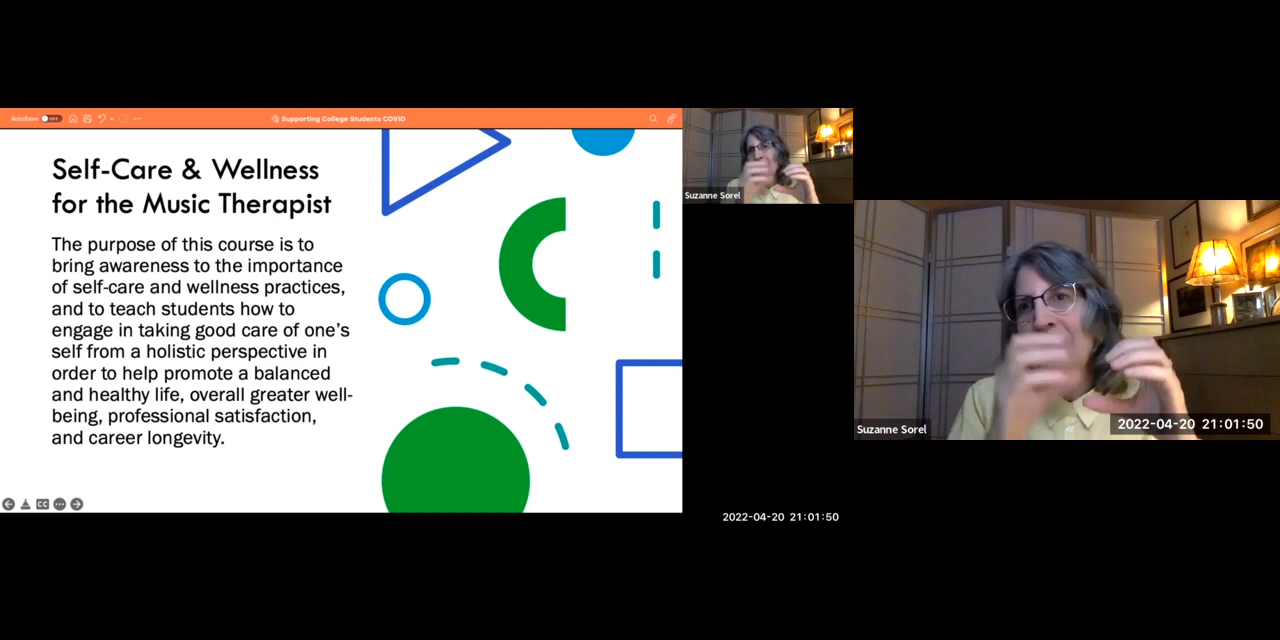 AutoSave OFF
Supporting College Students COVID
Self-Care & Wellness
for the Music Therapist
The purpose of this course is to
bring awareness to the importance
of self-care and wellness practices,
and to teach students how to
engage in taking good care of one's
self from a holistic perspective in
order to help promote a balanced
and healthy life, overall greater well-
being, professional satisfaction,
and career longevity.
CC
Suzanne Sorel
2022-04-20 21:01:50
Suzanne Sorel
2022-04-20 21:01:50